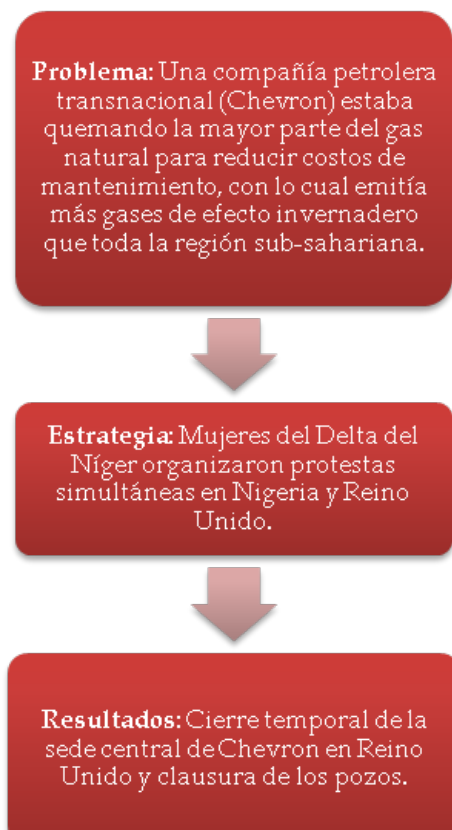 Problema: Una compañía petrolera
transnacional (Chevron) estaba
quemando la mayor parte del gas
natural para reducir costos de
mantenimiento, con lo cual emitía
más gases de efecto invernadero
que toda la región sub-sahariana.
Estrategia: Mujeres del Delta del
Níger organizaron protestas
simultáneas en Nigeria y Reino
Unido.
Resultados: Cierre temporal de la
sede central de Chevron en Reino
Unido y clausura de los pozos.